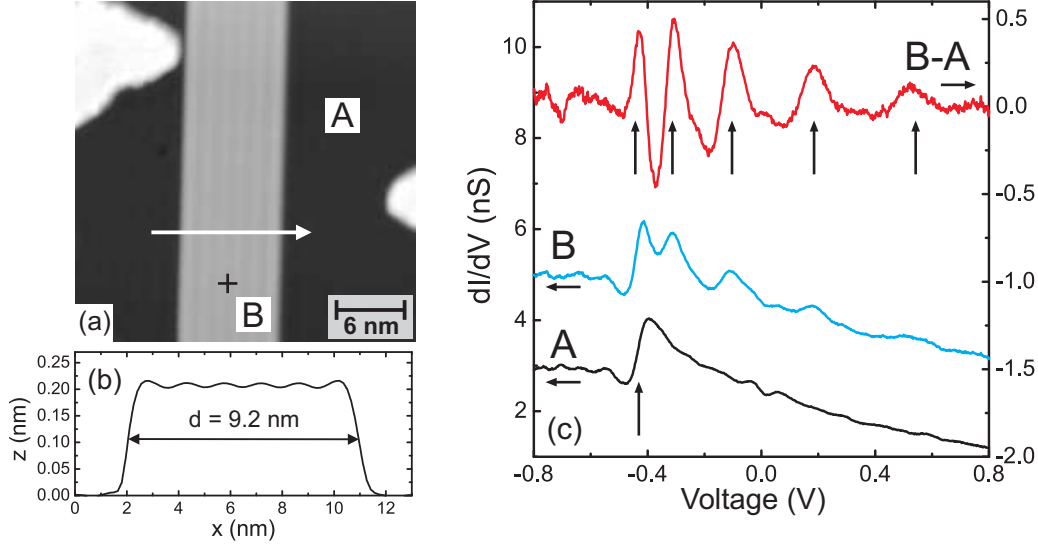 A
B
(a)
6 nm
(b)
z (nm)
0.25
0.20
0.15
0.10
0.05
0.00
d = 9.2 nm
0 2 4 6 8 10 12
x (nm)
dI/dV (nS)
10
8
6
4
2
0.5
0.0
-0.5
-1.0
-1.5
-2.0
B-A
B
A
(c)
-0.8 -0.4 0.0 0.4 0.8
Voltage (V)